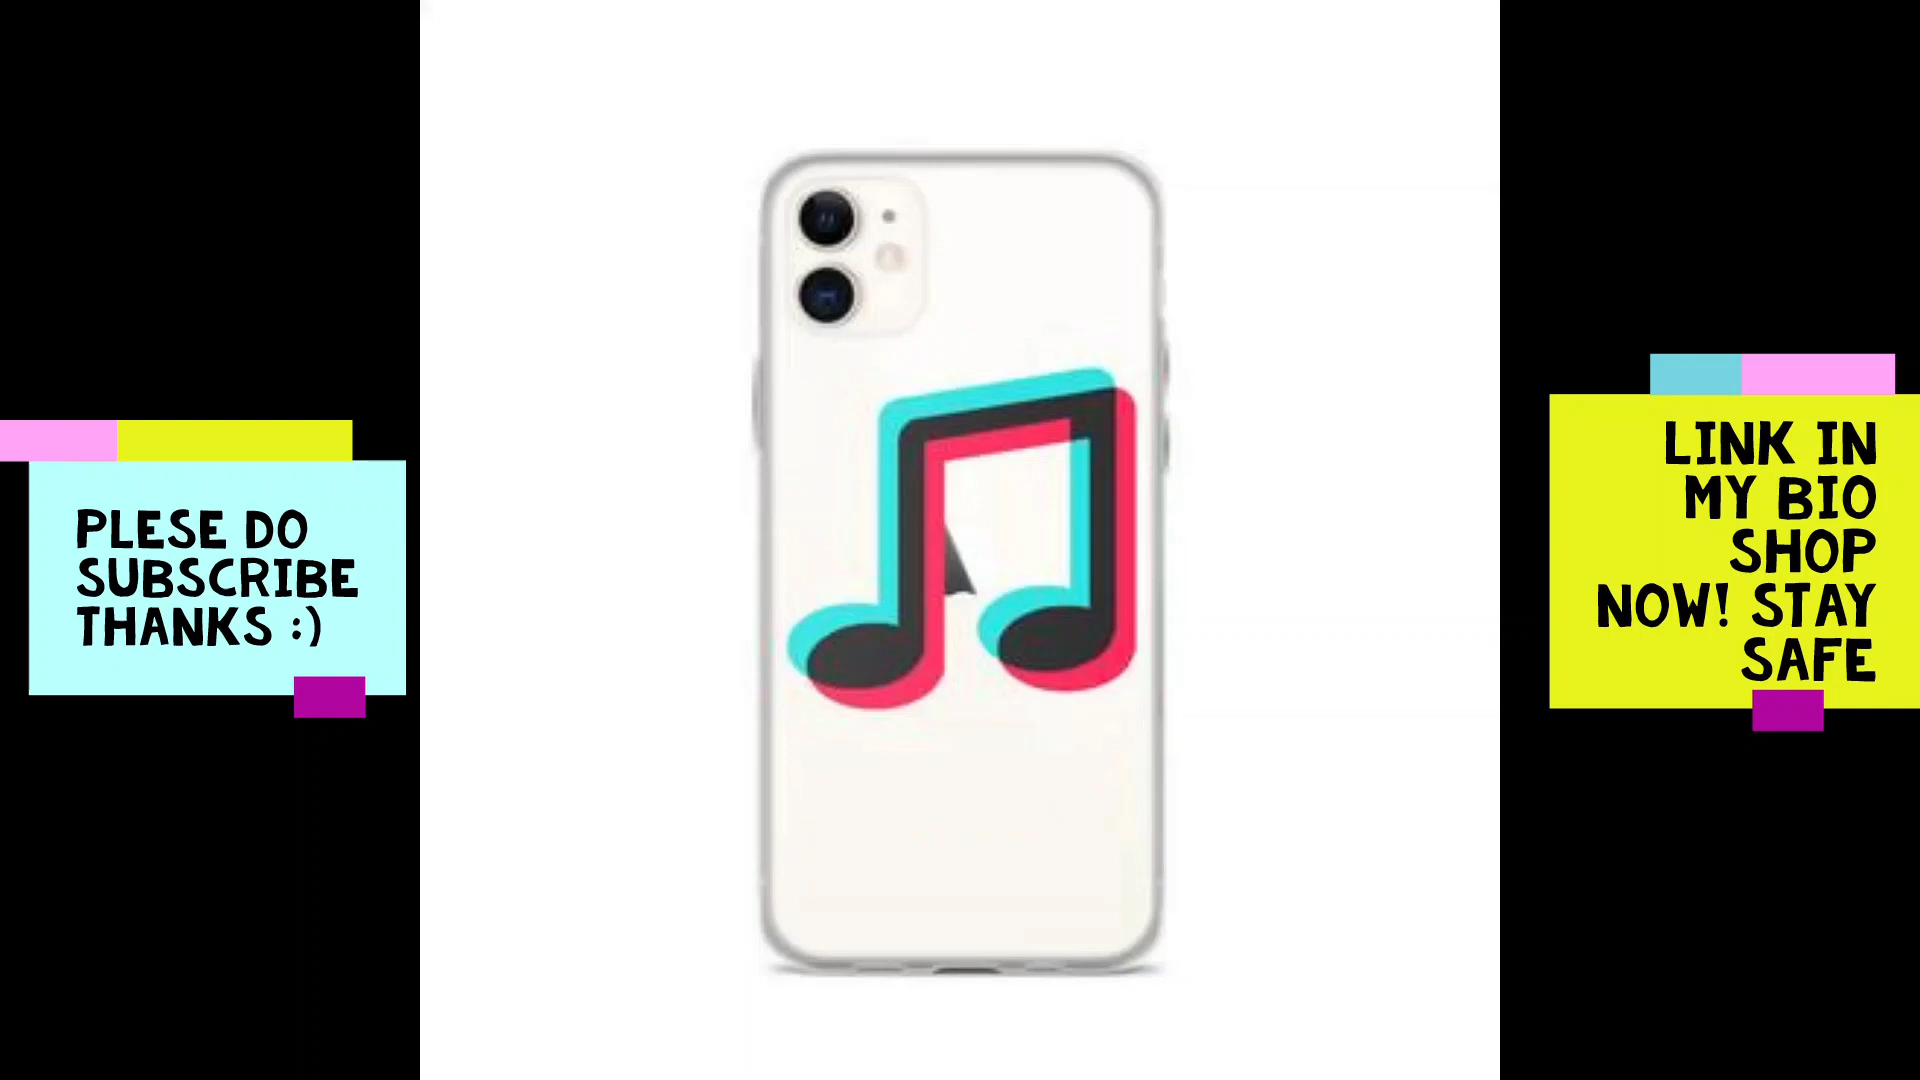 PLESE DO
SUBSCRIBE
THANKS :)
LINK IN
MY BIO
SHOP
NOW! STAY
SAFE